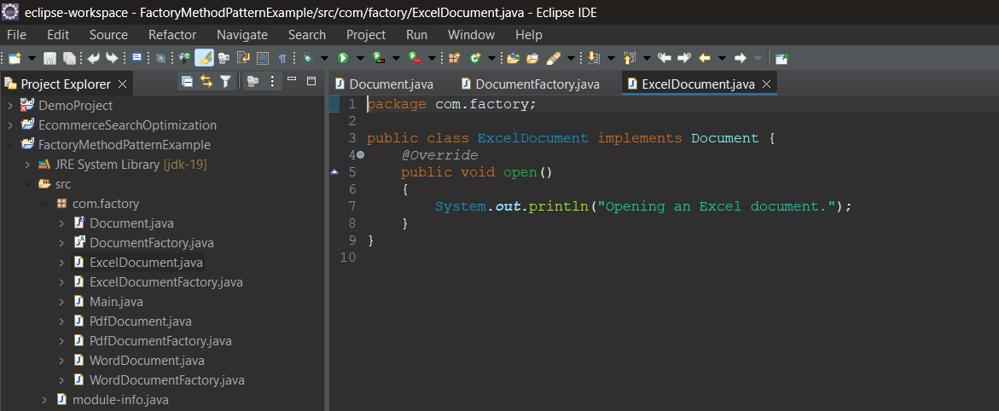 eclipse-workspace - FactoryMethodPatternExample/src/com/factory/ExcelDocument.java - Eclipse IDE
File Edit Source Refactor Navigate Search Project Run Window Help
Project Explorer
DemoProject
EcommerceSearchOptimization
FactoryMethodPatternExample
JRE System Library [jdk-19]
src
com.factory
Document.java
DocumentFactory.java
ExcelDocument.java
ExcelDocumentFactory.java
Main.java
PdfDocument.java
PdfDocumentFactory.java
WordDocument.java
WordDocumentFactory.java
module-info.java
Document.java DocumentFactory.java ExcelDocument.java
1 package com.factory;
2
3 public class ExcelDocument implements Document {
4 @Override
5 public void open()
6 {
7 System.out.println("Opening an Excel document.");
8 }
9 }
10